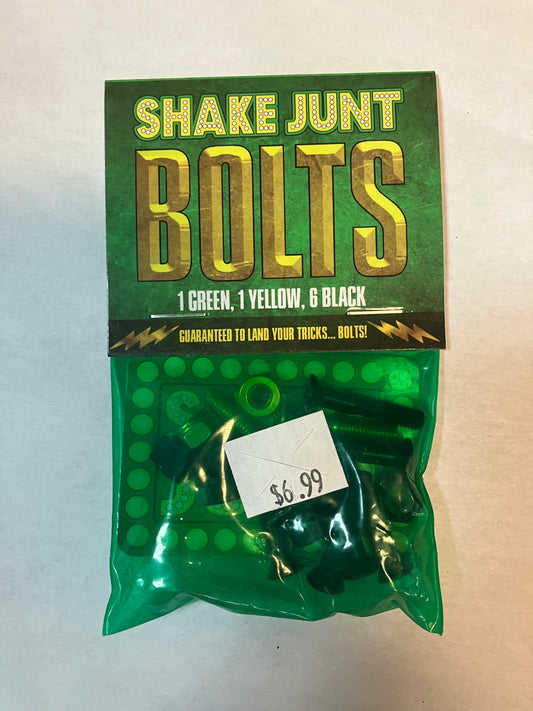 SHAKE JUNT
BOLTS
1 GREEN, 1 YELLOW, 6 BLACK
GUARANTEED TO LAND YOUR TRICKS... BOLTS!
$6.99